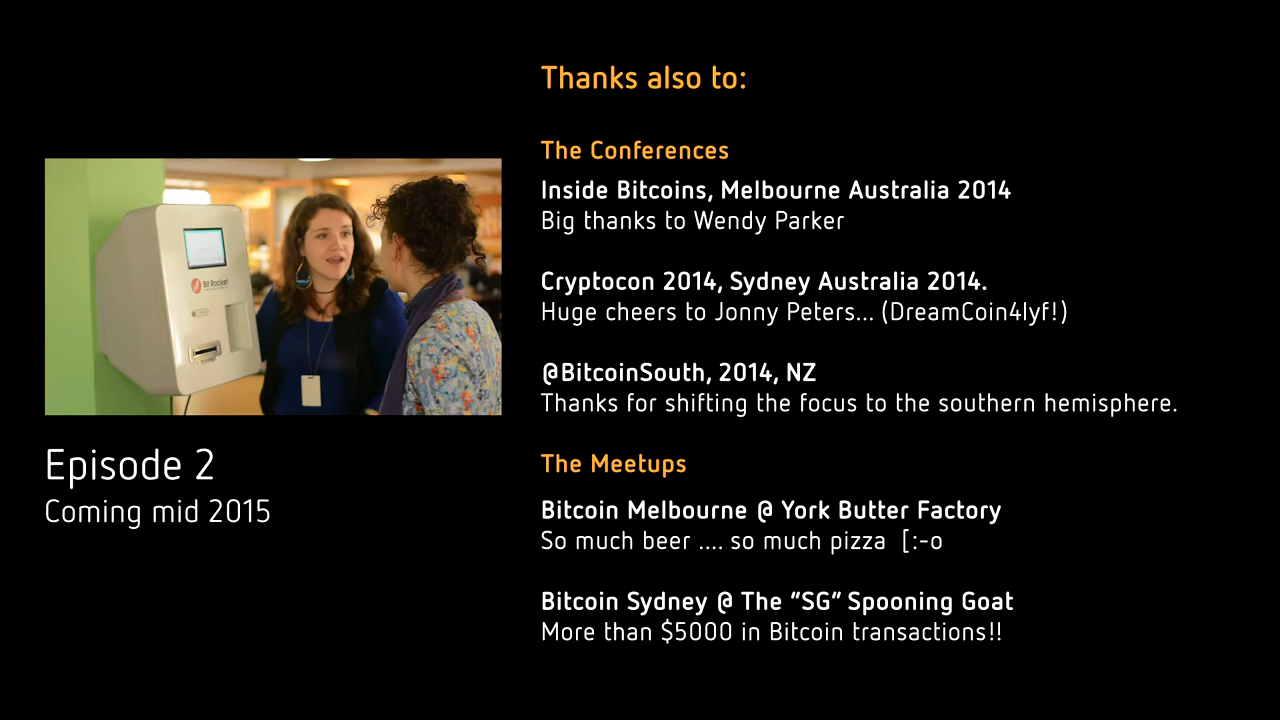 Thanks also to:
The Conferences
Inside Bitcoins, Melbourne Australia 2014
Big thanks to Wendy Parker
Cryptocon 2014, Sydney Australia 2014.
Huge cheers to Jonny Peters... (DreamCoin4lyf!)
@BitcoinSouth, 2014, NZ
Thanks for shifting the focus to the southern hemisphere.
The Meetups
Bitcoin Melbourne @ York Butter Factory
So much beer .... so much pizza [:-o
Bitcoin Sydney @ The “SG” Spooning Goat
More than $5000 in Bitcoin transactions!!
Bit Rocket
Episode 2
Coming mid 2015